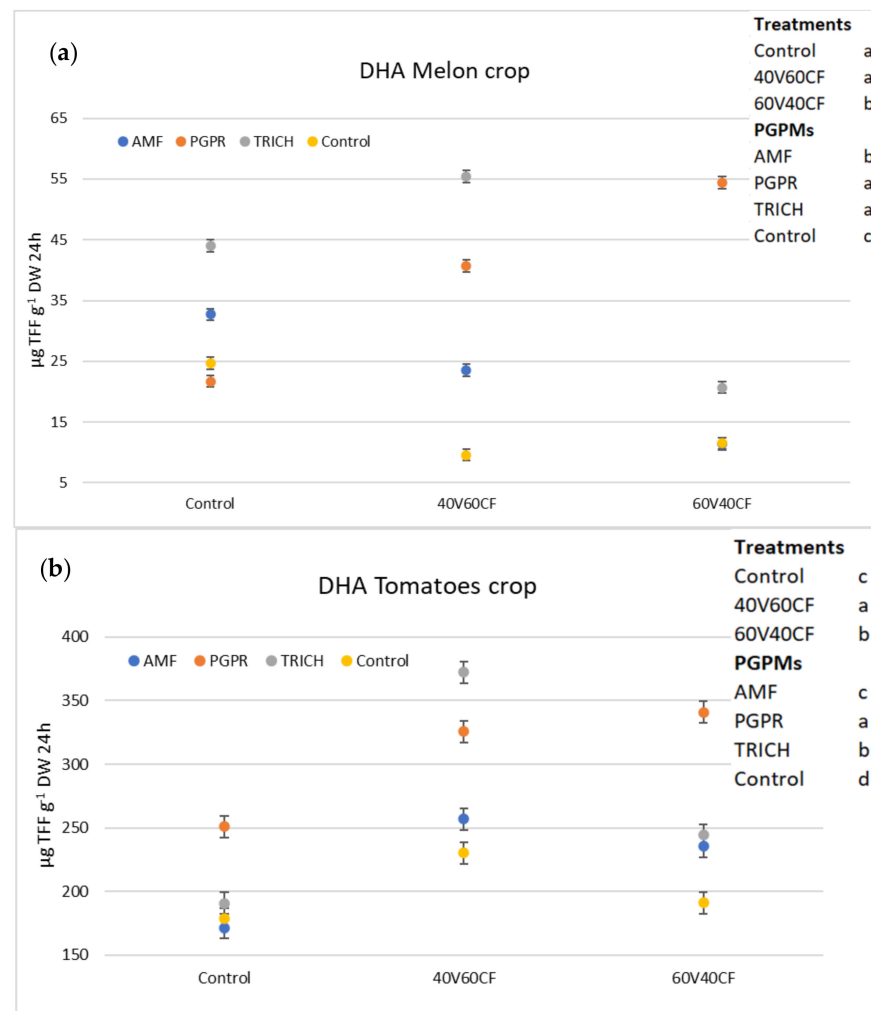 (a)
DHA Melon crop
Treatments
Control a
40V60CF a
60V40CF b
PGPMs
AMF b
PGPR a
TRICH a
Control c
AMF PGPR TRICH Control
µg TFF g⁻¹ DW 24h
65
55
45
35
25
15
5
Control 40V60CF 60V40CF
(b)
DHA Tomatoes crop
Treatments
Control c
40V60CF a
60V40CF b
PGPMs
AMF c
PGPR a
TRICH b
Control d
AMF PGPR TRICH Control
µg TFF g⁻¹ DW 24h
400
350
300
250
200
150
Control 40V60CF 60V40CF